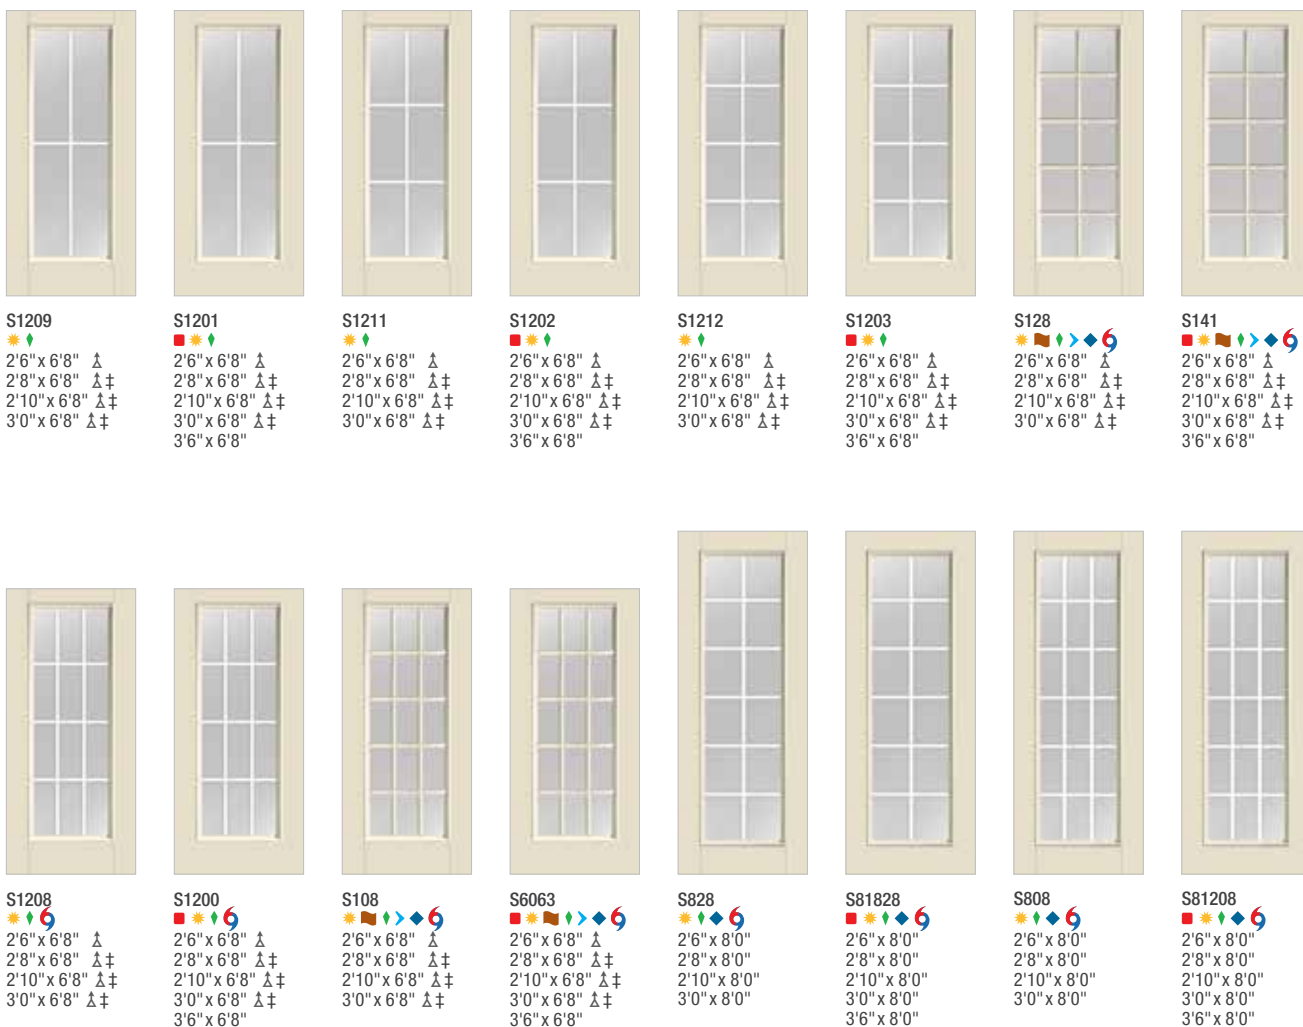 S1209
2'6" x 6'8"
2'8" x 6'8" ‡
2'10" x 6'8" ‡
3'0" x 6'8" ‡
S1201
2'6" x 6'8"
2'8" x 6'8" ‡
2'10" x 6'8" ‡
3'0" x 6'8" ‡
3'6" x 6'8"
S1211
2'6" x 6'8"
2'8" x 6'8" ‡
2'10" x 6'8" ‡
3'0" x 6'8" ‡
S1202
2'6" x 6'8"
2'8" x 6'8" ‡
2'10" x 6'8" ‡
3'0" x 6'8" ‡
3'6" x 6'8"
S1212
2'6" x 6'8"
2'8" x 6'8" ‡
2'10" x 6'8" ‡
3'0" x 6'8" ‡
S1203
2'6" x 6'8"
2'8" x 6'8" ‡
2'10" x 6'8" ‡
3'0" x 6'8" ‡
3'6" x 6'8"
S128
2'6" x 6'8"
2'8" x 6'8" ‡
2'10" x 6'8" ‡
3'0" x 6'8" ‡
S141
2'6" x 6'8"
2'8" x 6'8" ‡
2'10" x 6'8" ‡
3'0" x 6'8" ‡
3'6" x 6'8"
S1208
2'6" x 6'8"
2'8" x 6'8" ‡
2'10" x 6'8" ‡
3'0" x 6'8" ‡
S1200
2'6" x 6'8"
2'8" x 6'8" ‡
2'10" x 6'8" ‡
3'0" x 6'8" ‡
3'6" x 6'8"
S108
2'6" x 6'8"
2'8" x 6'8" ‡
2'10" x 6'8" ‡
3'0" x 6'8" ‡
S6063
2'6" x 6'8"
2'8" x 6'8" ‡
2'10" x 6'8" ‡
3'0" x 6'8" ‡
3'6" x 6'8"
S828
2'6" x 8'0"
2'8" x 8'0"
2'10" x 8'0"
3'0" x 8'0"
S81828
2'6" x 8'0"
2'8" x 8'0"
2'10" x 8'0"
3'0" x 8'0"
3'6" x 8'0"
S808
2'6" x 8'0"
2'8" x 8'0"
2'10" x 8'0"
3'0" x 8'0"
S81208
2'6" x 8'0"
2'8" x 8'0"
2'10" x 8'0"
3'0" x 8'0"
3'6" x 8'0"